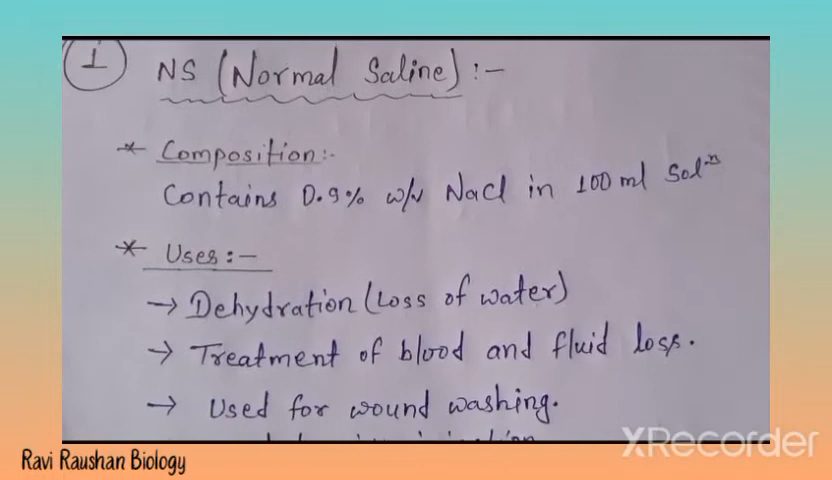 1 NS (Normal Saline) :-
* Composition:-
Contains 0.9% w/v NaCl in 100 ml Solⁿ
* Uses :-
→ Dehydration (Loss of water)
→ Treatment of blood and fluid loss.
→ Used for wound washing.
XRecorder
Ravi Raushan Biology